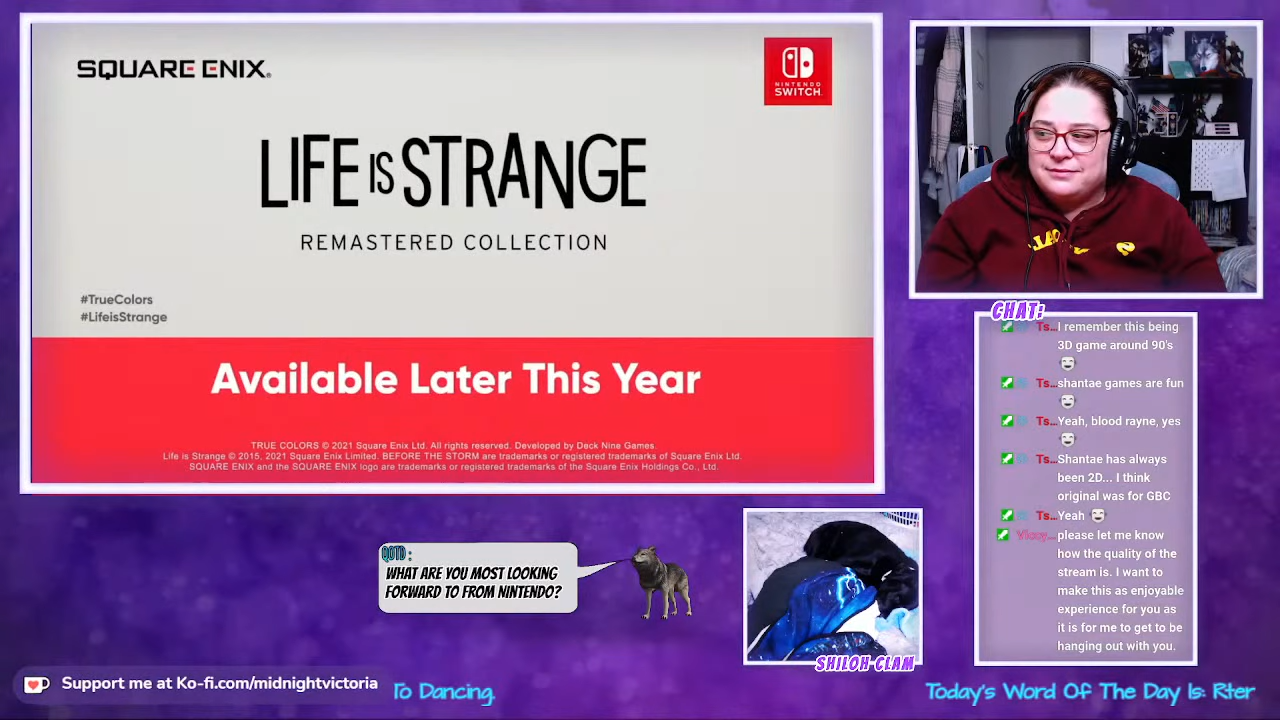 SQUARE ENIX
NINTENDO
SWITCH
LIFE IS STRANGE
REMASTERED COLLECTION
#TrueColors
#LifeisStrange
Available Later This Year
TRUE COLORS © 2021 Square Enix Ltd. All rights reserved. Developed by Deck Nine Games.
Life is Strange © 2015, 2021 Square Enix Limited. BEFORE THE STORM are trademarks or registered trademarks of Square Enix Ltd.
SQUARE ENIX and the SQUARE ENIX logo are trademarks or registered trademarks of the Square Enix Holdings Co., Ltd.
CHAT:
Ts... I remember this being
3D game around 90's
Ts... shantae games are fun
Ts... Yeah, blood rayne, yes
Ts... Shantae has always
been 2D... I think
original was for GBC
Ts... Yeah
Viccy... please let me know
how the quality of the
stream is. I want to
make this as enjoyable
experience for you as
it is for me to get to be
hanging out with you.
QOTD:
WHAT ARE YOU MOST LOOKING
FORWARD TO FROM NINTENDO?
SHILOH CLAM
Support me at Ko-fi.com/midnightvictoria
To Dancing.
Today's Word Of The Day Is: Rter